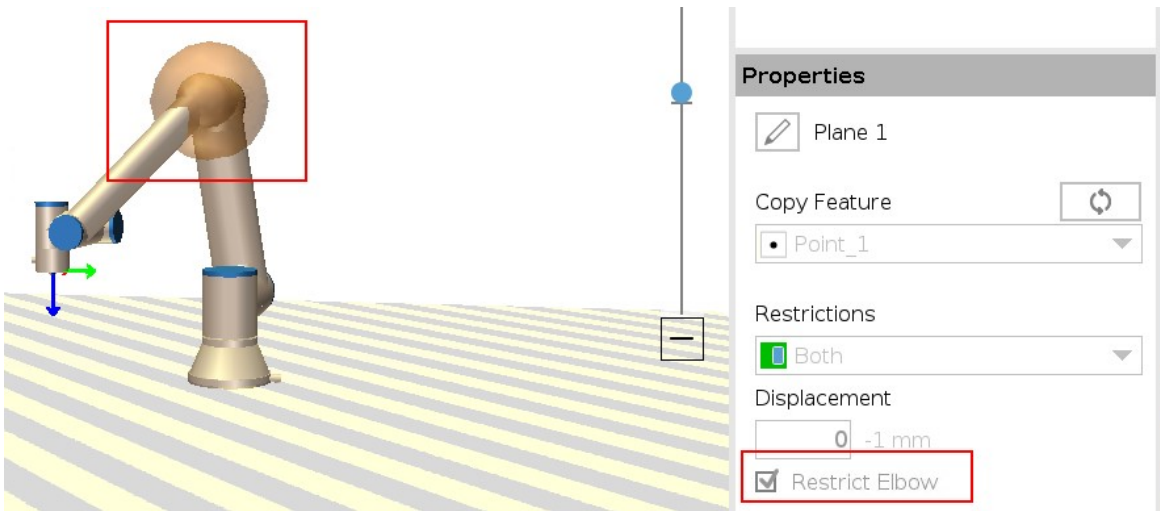 Properties
Plane 1
Copy Feature
Point_1
Restrictions
Both
Displacement
0 -1 mm
Restrict Elbow